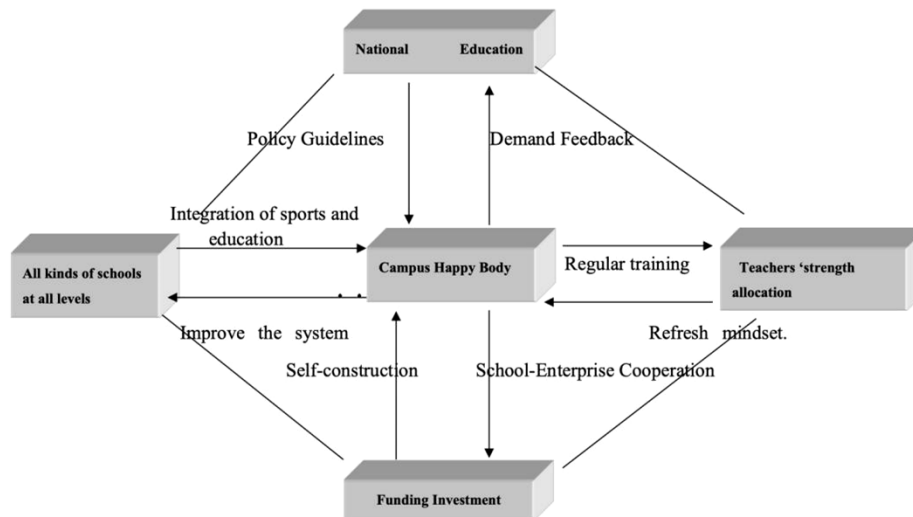 National Education
Policy Guidelines
Demand Feedback
Integration of sports and
education
All kinds of schools
at all levels
Campus Happy Body
Regular training
Teachers ‘strength
allocation
Improve the system
Refresh mindset.
Self-construction
School-Enterprise Cooperation
Funding Investment